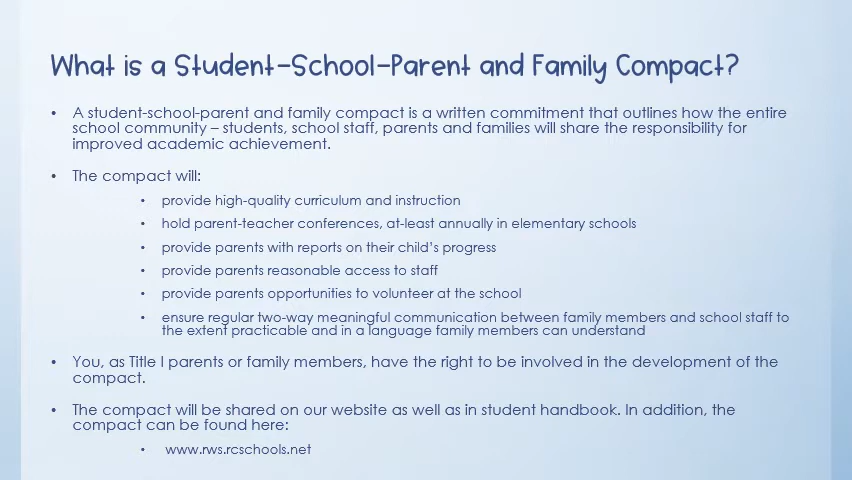 What is a Student-School-Parent and Family Compact?
• A student-school-parent and family compact is a written commitment that outlines how the entire
school community – students, school staff, parents and families will share the responsibility for
improved academic achievement.
• The compact will:
• provide high-quality curriculum and instruction
• hold parent-teacher conferences, at-least annually in elementary schools
• provide parents with reports on their child's progress
• provide parents reasonable access to staff
• provide parents opportunities to volunteer at the school
• ensure regular two-way meaningful communication between family members and school staff to
the extent practicable and in a language family members can understand
• You, as Title I parents or family members, have the right to be involved in the development of the
compact.
• The compact will be shared on our website as well as in student handbook. In addition, the
compact can be found here:
• www.rws.rcschools.net